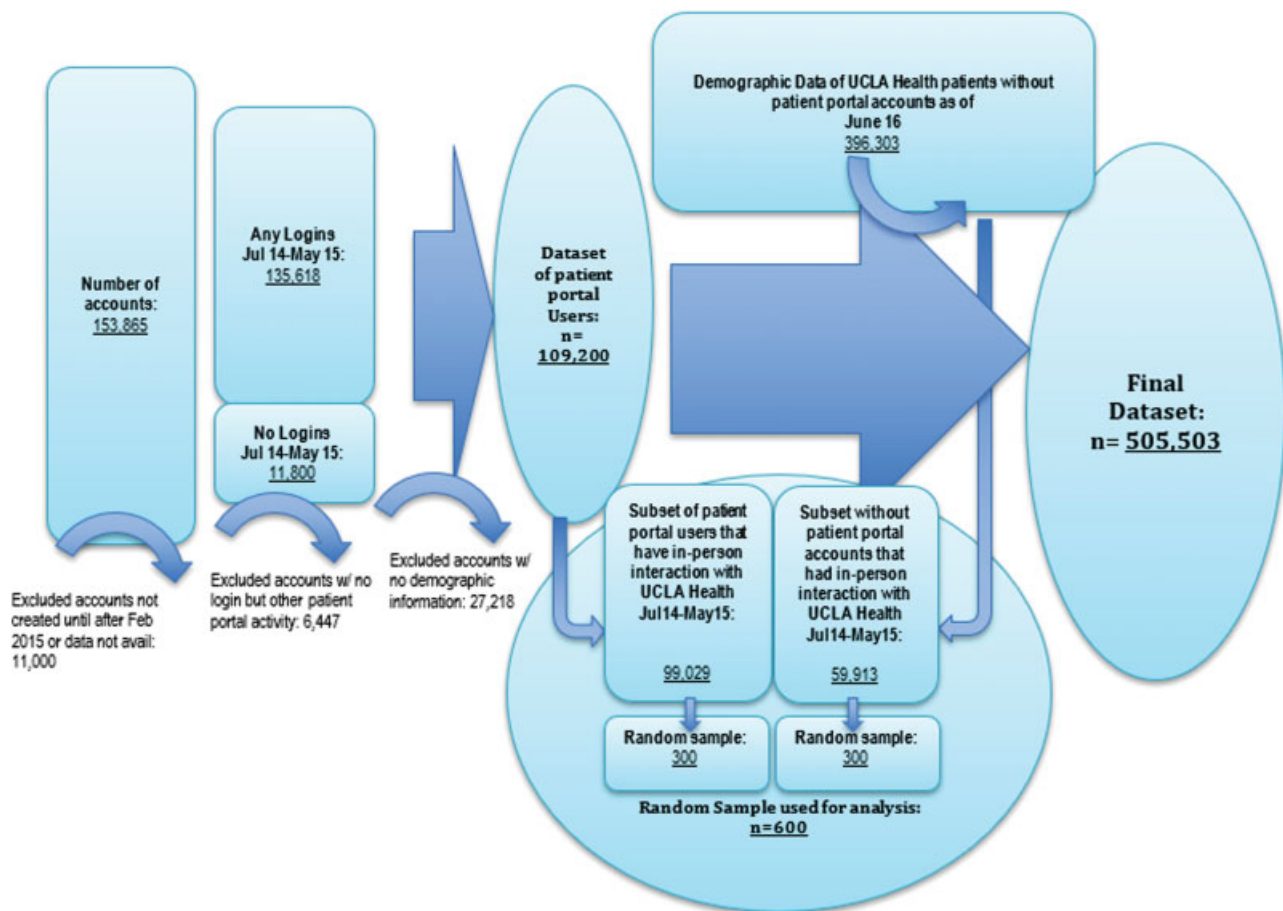 Number of
accounts:
153,865
Excluded accounts not
created until after Feb
2015 or data not avail:
11,000
Any Logins
Jul 14-May 15:
135,618
No Logins
Jul 14-May 15:
11,800
Excluded accounts w/ no
login but other patient
portal activity: 6,447
Excluded accounts w/
no demographic
information: 27,218
Dataset
of patient
portal
Users:
n=
109,200
Demographic Data of UCLA Health patients without
patient portal accounts as of
June 16
396,303
Subset of patient
portal users that
have in-person
interaction with
UCLA Health
Jul14-May15:
99,029
Random sample:
300
Subset without
patient portal
accounts that
had in-person
interaction with
UCLA Health
Jul14-May15:
59,913
Random sample:
300
Random Sample used for analysis:
n=600
Final
Dataset:
n= 505,503